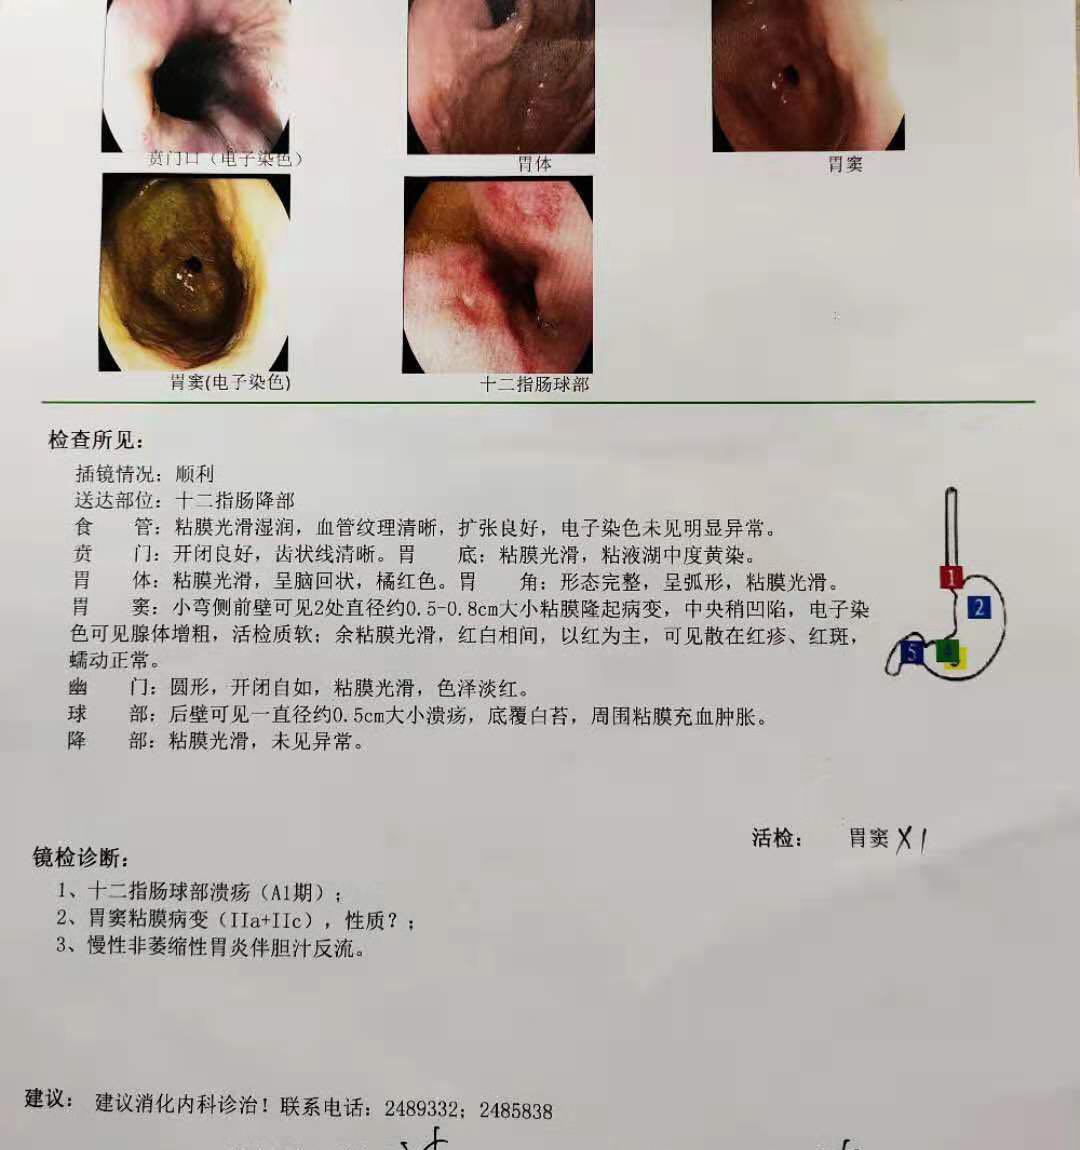 贲门口（电子染色）
胃体
胃窦
胃窦(电子染色)
十二指肠球部
检查所见：
插镜情况：顺利
送达部位：十二指肠降部
食 管：粘膜光滑湿润，血管纹理清晰，扩张良好，电子染色未见明显异常。
贲 门：开闭良好，齿状线清晰。胃 底：粘膜光滑，粘液湖中度黄染。
胃 体：粘膜光滑，呈脑回状，橘红色。胃 角：形态完整，呈弧形，粘膜光滑。
胃 窦：小弯侧前壁可见2处直径约0.5-0.8cm大小粘膜隆起病变，中央稍凹陷，电子染
色可见腺体增粗，活检质软；余粘膜光滑，红白相间，以红为主，可见散在红疹、红斑，
蠕动正常。
幽 门：圆形，开闭自如，粘膜光滑，色泽淡红。
球 部：后壁可见一直径约0.5cm大小溃疡，底覆白苔，周围粘膜充血肿胀。
降 部：粘膜光滑，未见异常。
1
2
5
4
活检： 胃窦 X1
镜检诊断：
1、十二指肠球部溃疡（A1期）；
2、胃窦粘膜病变（IIa+IIc），性质？；
3、慢性非萎缩性胃炎伴胆汁反流。
建议： 建议消化内科诊治！联系电话：2489332；2485838